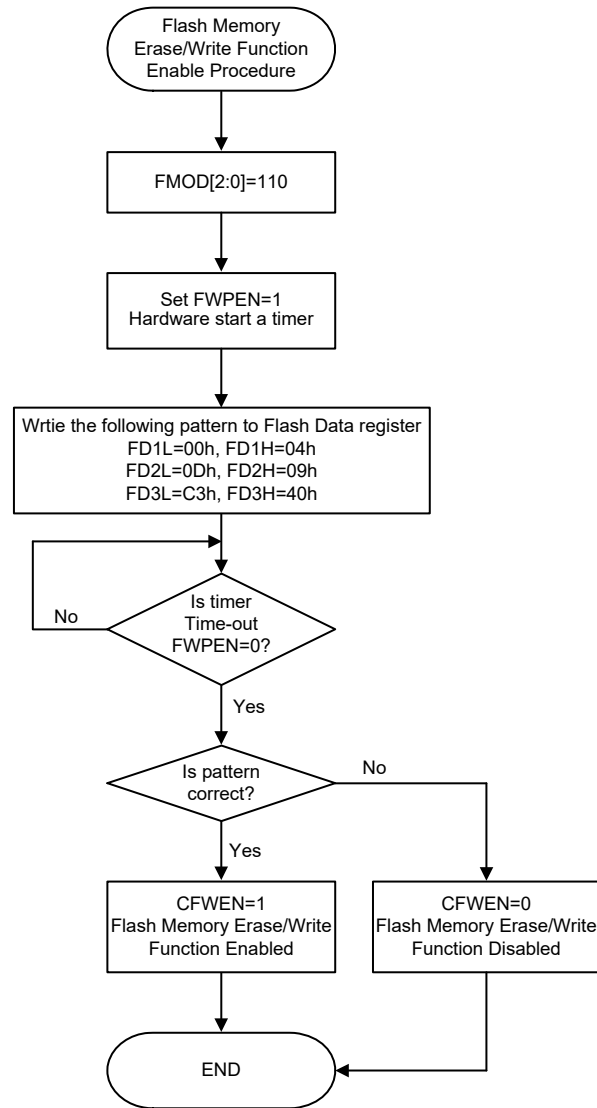 Flash Memory
Erase/Write Function
Enable Procedure
FMOD[2:0]=110
Set FWPEN=1
Hardware start a timer
Wrtie the following pattern to Flash Data register
FD1L=00h, FD1H=04h
FD2L=0Dh, FD2H=09h
FD3L=C3h, FD3H=40h
Is timer
Time-out
FWPEN=0?
No
Yes
Is pattern
correct?
No
Yes
CFWEN=1
Flash Memory Erase/Write
Function Enabled
CFWEN=0
Flash Memory Erase/Write
Function Disabled
END